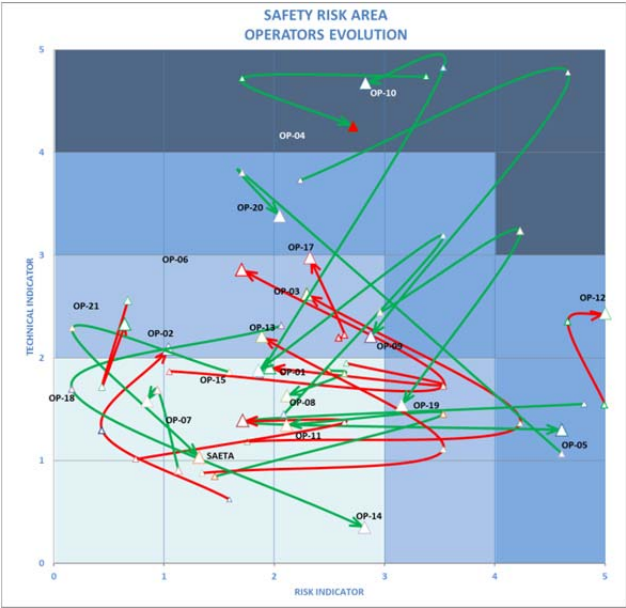 SAFETY RISK AREA
OPERATORS EVOLUTION
TECHNICAL INDICATOR
5
4
3
2
1
0
OP-10
OP-04
OP-20
OP-17
OP-06
OP-03
OP-12
OP-21
OP-13
OP-02
OP-09
OP-15
OP-01
OP-18
OP-08
OP-19
OP-07
OP-11
OP-05
SAETA
OP-14
0 1 2 3 4 5
RISK INDICATOR